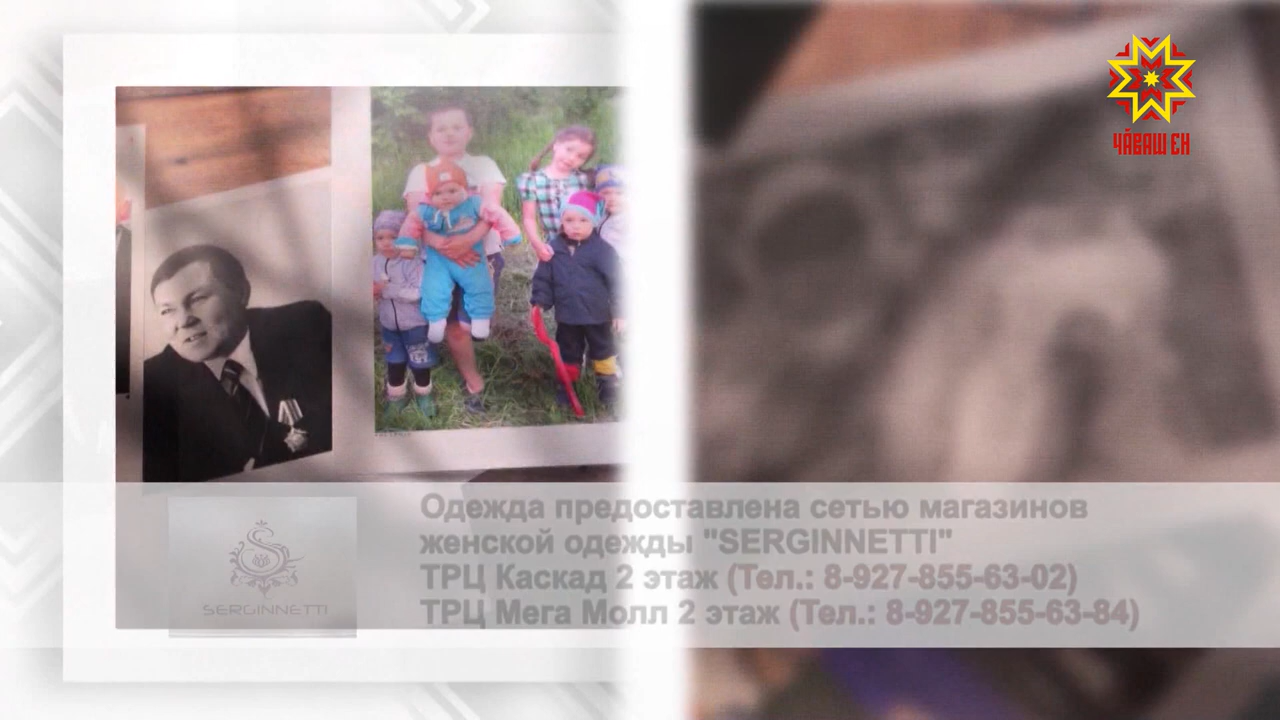 ЧӐВАШ ЕН
Одежда предоставлена сетью магазинов
женской одежды "SERGINNETTI"
ТРЦ Каскад 2 этаж (Тел.: 8-927-855-63-02)
ТРЦ Мега Молл 2 этаж (Тел.: 8-927-855-63-84)
SERGINNETTI